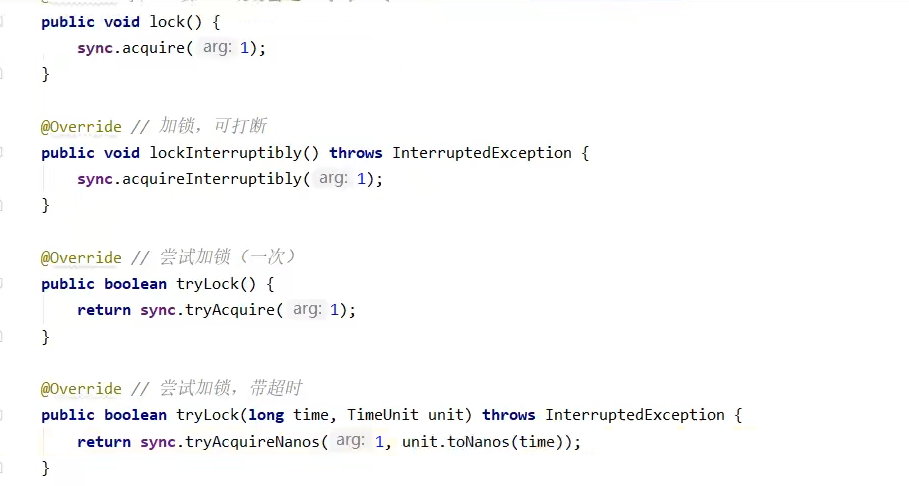 public void lock() {
sync.acquire( arg: 1);
}
@Override // 加锁，可打断
public void lockInterruptibly() throws InterruptedException {
sync.acquireInterruptibly( arg: 1);
}
@Override // 尝试加锁（一次）
public boolean tryLock() {
return sync.tryAcquire( arg: 1);
}
@Override // 尝试加锁，带超时
public boolean tryLock(long time, TimeUnit unit) throws InterruptedException {
return sync.tryAcquireNanos( arg: 1, unit.toNanos(time));
}